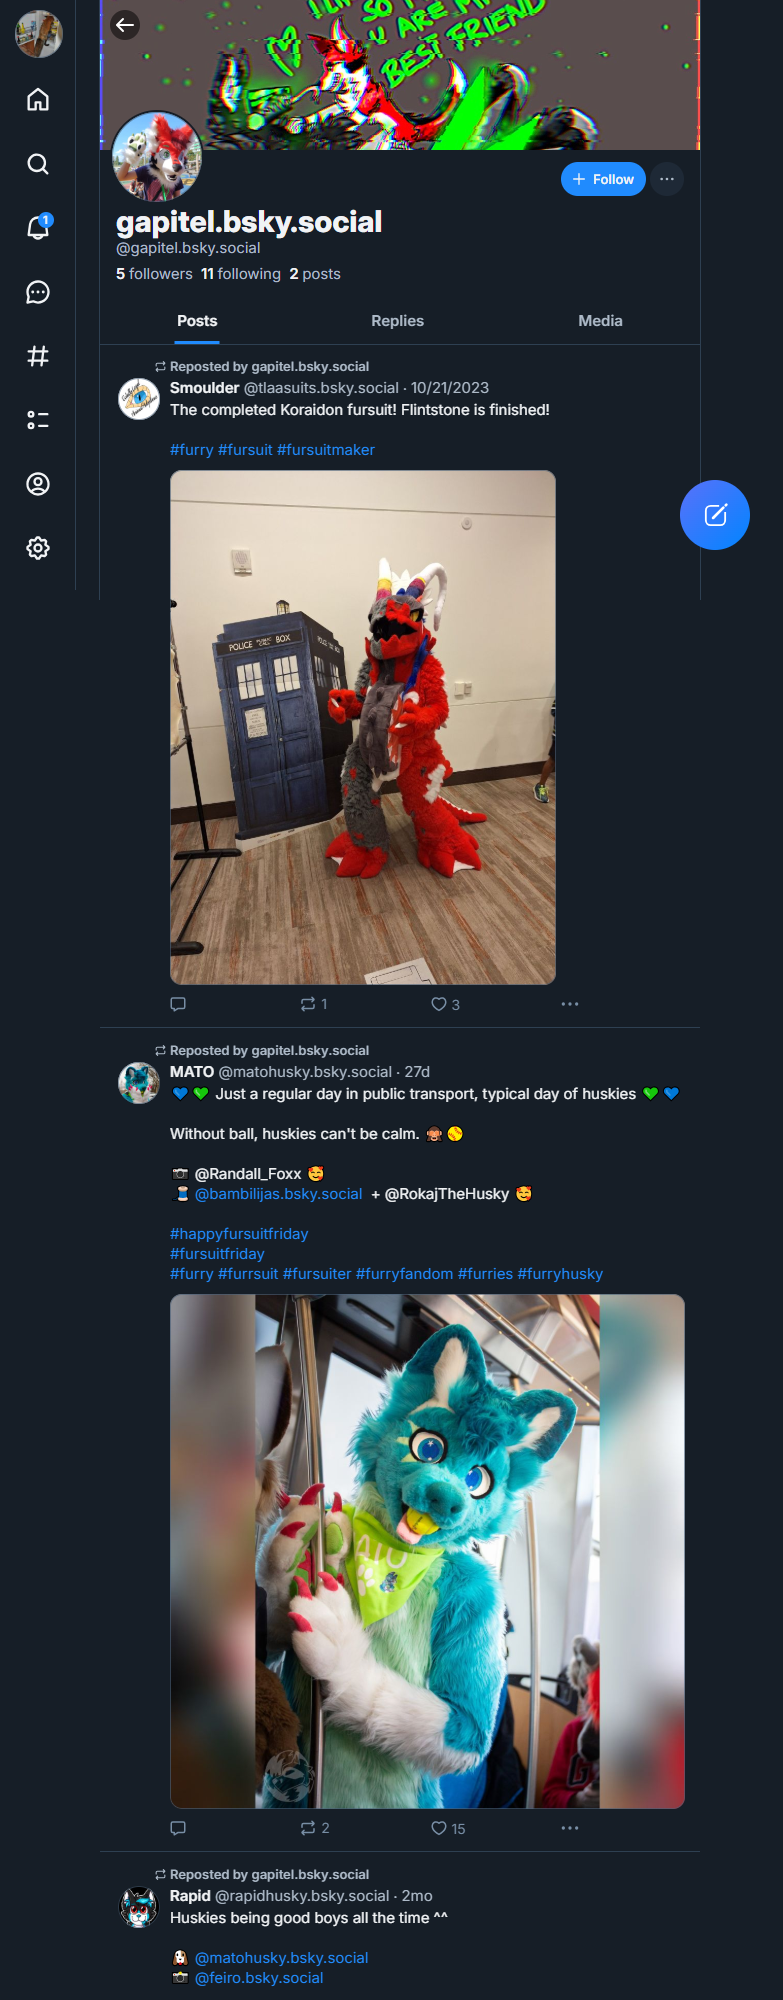 SO
U ARE M
BEST FRIEND
+ Follow
gapitel.bsky.social
@gapitel.bsky.social
5 followers 11 following 2 posts
1
Posts Replies Media
Reposted by gapitel.bsky.social
Smoulder @tlaasuits.bsky.social · 10/21/2023
The completed Koraidon fursuit! Flintstone is finished!
#furry #fursuit #fursuitmaker
POLICE PUBLIC CALL BOX
1 3
Reposted by gapitel.bsky.social
MATO @matohusky.bsky.social · 27d
💙💚 Just a regular day in public transport, typical day of huskies 💚💙
Without ball, huskies can't be calm. 🙈🥎
📷 @Randall_Foxx 🥰
🧵 @bambilijas.bsky.social + @RokajTheHusky 🥰
#happyfursuitfriday
#fursuitfriday
#furry #furrsuit #fursuiter #furryfandom #furries #furryhusky
2 15
Reposted by gapitel.bsky.social
Rapid @rapidhusky.bsky.social · 2mo
Huskies being good boys all the time ^^
🐶 @matohusky.bsky.social
📷 @feiro.bsky.social